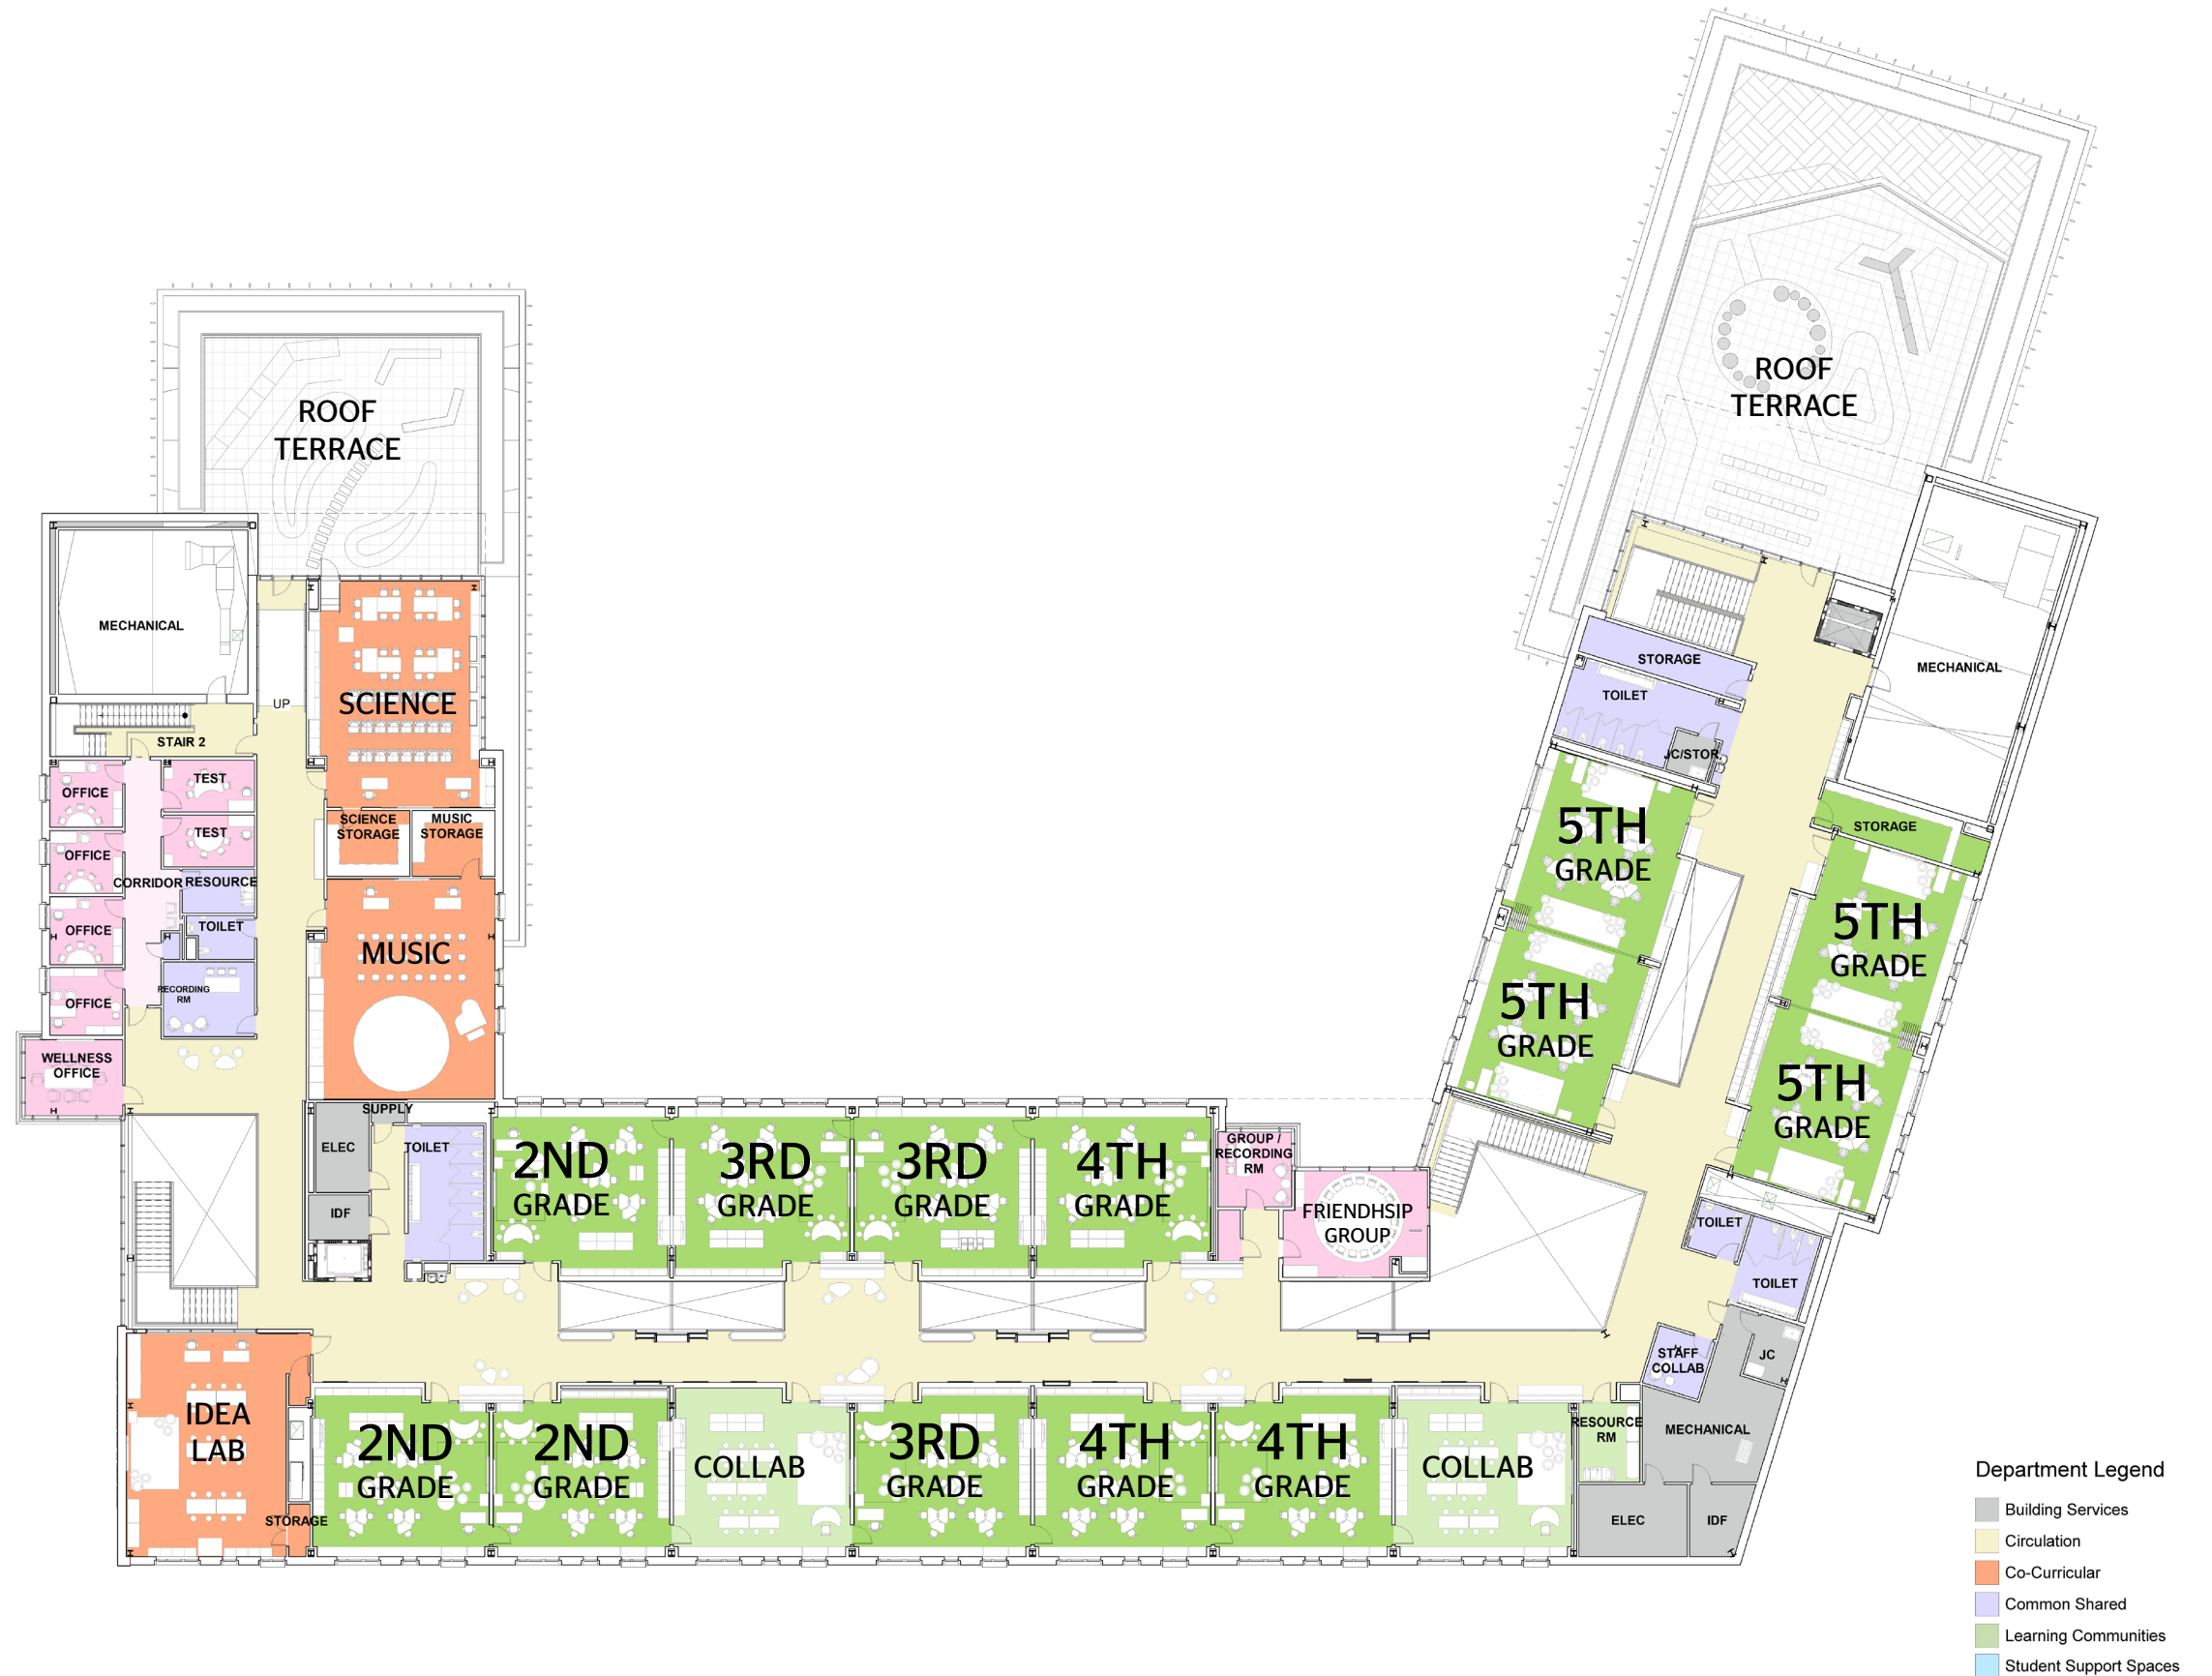 ROOF
TERRACE
ROOF
TERRACE
MECHANICAL
UP
STAIR 2
SCIENCE
OFFICE
TEST
OFFICE
TEST
SCIENCE
STORAGE
MUSIC
STORAGE
CORRIDOR
RESOURCE
OFFICE
TOILET
MUSIC
OFFICE
RECORDING
RM
WELLNESS
OFFICE
STORAGE
TOILET
JC/STOR
MECHANICAL
5TH
GRADE
STORAGE
5TH
GRADE
5TH
GRADE
5TH
GRADE
SUPPLY
ELEC
TOILET
IDF
2ND
GRADE
3RD
GRADE
3RD
GRADE
4TH
GRADE
GROUP /
RECORDING
RM
FRIENDHSIP
GROUP
TOILET
TOILET
STAFF
COLLAB
JC
IDEA
LAB
STORAGE
2ND
GRADE
2ND
GRADE
COLLAB
3RD
GRADE
4TH
GRADE
4TH
GRADE
COLLAB
RESOURCE
RM
MECHANICAL
ELEC
IDF
Department Legend
Building Services
Circulation
Co-Curricular
Common Shared
Learning Communities
Student Support Spaces